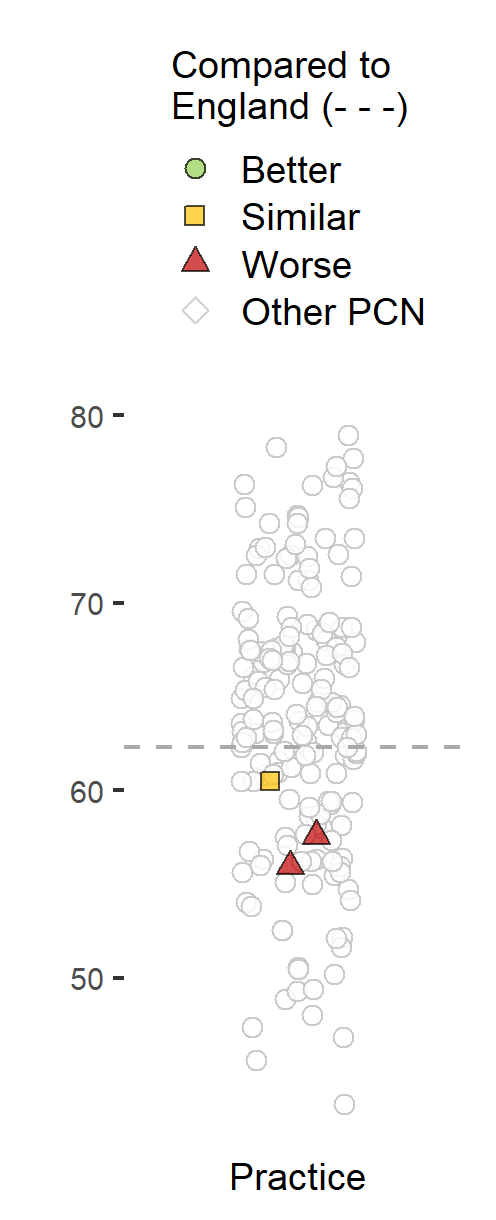 Compared to
England (- - -)
Better
Similar
Worse
Other PCN
80
70
60
50
Practice